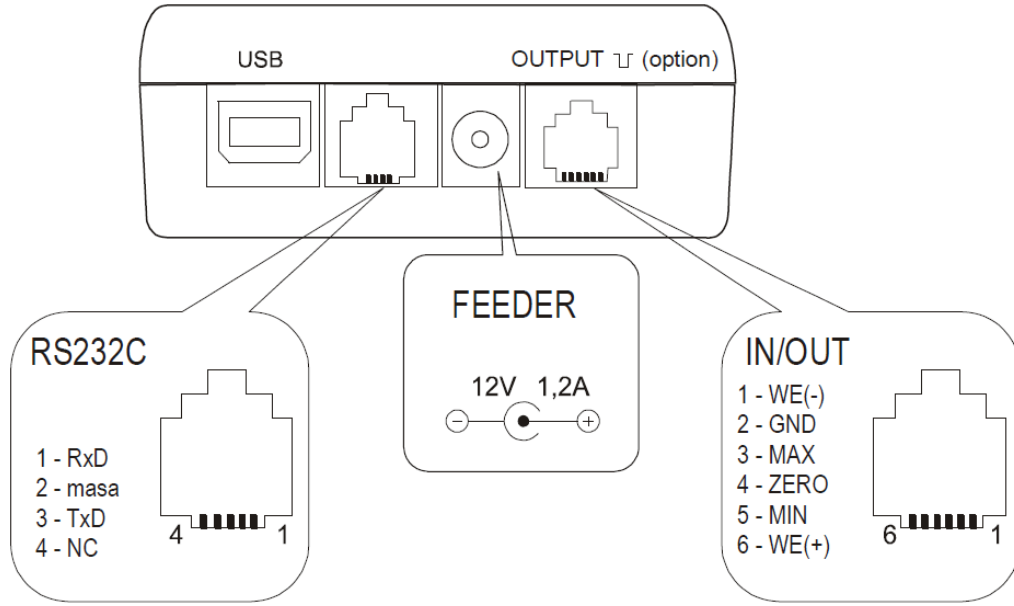 USB
OUTPUT (option)
FEEDER
12V 1,2A
− +
RS232C
1 - RxD
2 - masa
3 - TxD
4 - NC
4 1
IN/OUT
1 - WE(-)
2 - GND
3 - MAX
4 - ZERO
5 - MIN
6 - WE(+)
6 1